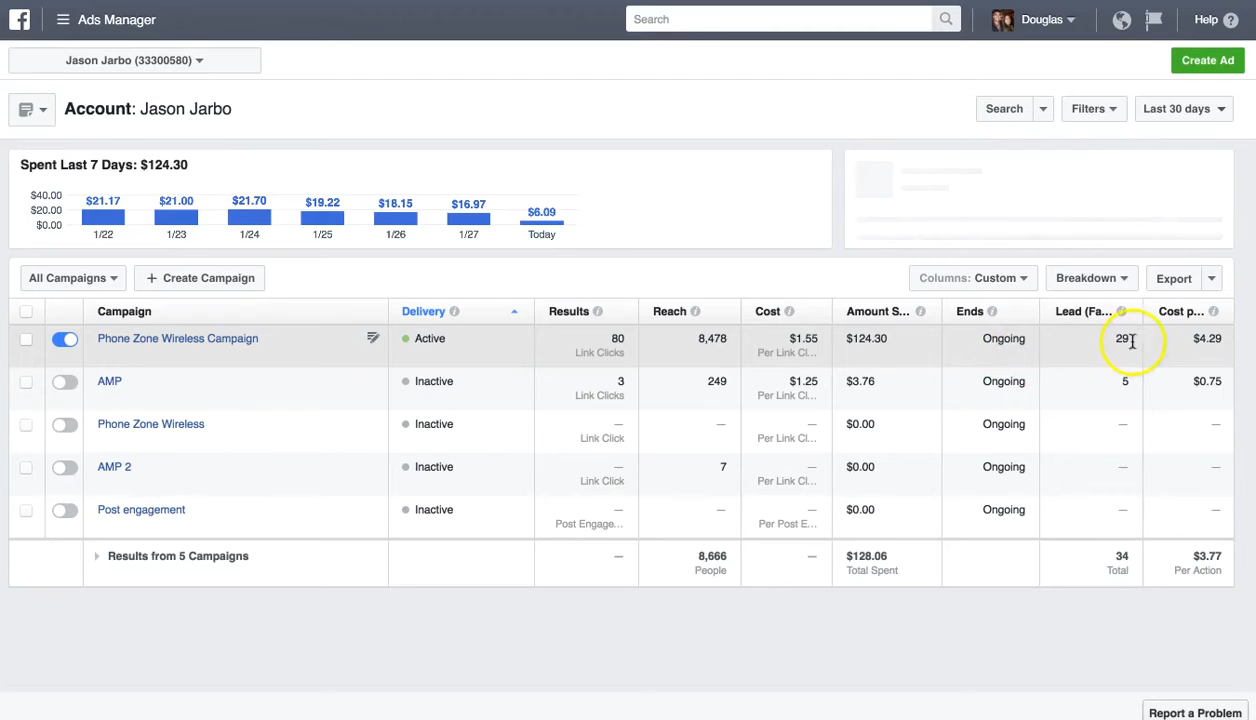 f Ads Manager Search Douglas Help ?
Jason Jarbo (33300580)
Create Ad
Account: Jason Jarbo
Search Filters Last 30 days
Spent Last 7 Days: $124.30
$40.00
$20.00
$0.00
$21.17 $21.00 $21.70 $19.22 $18.15 $16.97 $6.09
1/22 1/23 1/24 1/25 1/26 1/27 Today
All Campaigns + Create Campaign Columns: Custom Breakdown Export
Campaign Delivery Results Reach Cost Amount S... Ends Lead (Fa... Cost p...
Phone Zone Wireless Campaign Active 80 8,478 $1.55 $124.30 Ongoing 29 $4.29
Link Clicks Per Link Cl...
AMP Inactive 3 249 $1.25 $3.76 Ongoing 5 $0.75
Link Clicks Per Link Cl...
Phone Zone Wireless Inactive — — — $0.00 Ongoing — —
Link Click Per Link Cl...
AMP 2 Inactive — 7 — $0.00 Ongoing — —
Link Click Per Link Cl...
Post engagement Inactive — — — $0.00 Ongoing — —
Post Engage... Per Post E...
Results from 5 Campaigns — 8,666 — $128.06 34 $3.77
People Total Spent Total Per Action
Report a Problem